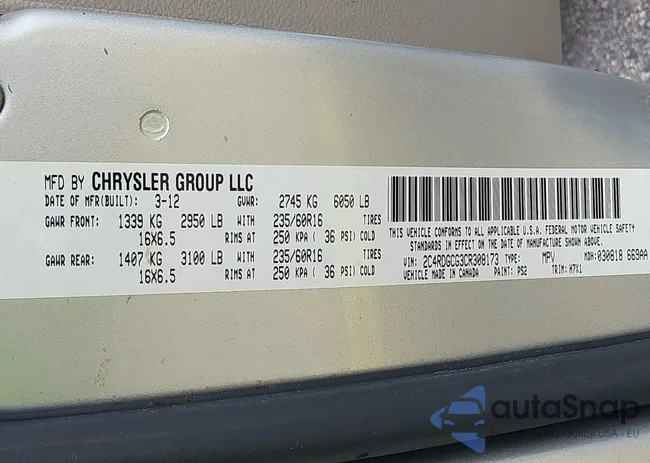 MFD BY CHRYSLER GROUP LLC
DATE OF MFR(BUILT): 3-12 GVWR: 2745 KG 6050 LB
GAWR FRONT: 1339 KG 2950 LB WITH 235/60R16 TIRES
16X6.5 RIMS AT 250 KPA ( 36 PSI) COLD
GAWR REAR: 1407 KG 3100 LB WITH 235/60R16 TIRES
16X6.5 RIMS AT 250 KPA ( 36 PSI) COLD
THIS VEHICLE CONFORMS TO ALL APPLICABLE U.S.A. FEDERAL MOTOR VEHICLE SAFETY
STANDARDS IN EFFECT ON THE DATE OF MANUFACTURE SHOWN ABOVE.
VIN: 2C4RDGCG3CR308173 TYPE: MPV MDH: 030818 669AA
VEHICLE MADE IN CANADA PAINT: PS2 TRIM: H7X1
autoSnap
USA • EU